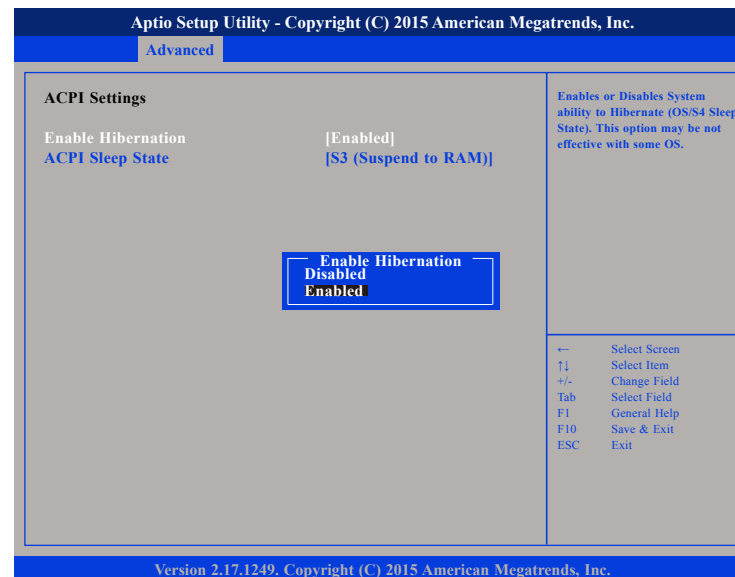 Aptio Setup Utility - Copyright (C) 2015 American Megatrends, Inc.
Advanced
ACPI Settings
Enable Hibernation [Enabled]
ACPI Sleep State [S3 (Suspend to RAM)]
Enable Hibernation
Disabled
Enabled
Enables or Disables System
ability to Hibernate (OS/S4 Sleep
State). This option may be not
effective with some OS.
← Select Screen
↑↓ Select Item
+/- Change Field
Tab Select Field
F1 General Help
F10 Save & Exit
ESC Exit
Version 2.17.1249. Copyright (C) 2015 American Megatrends, Inc.